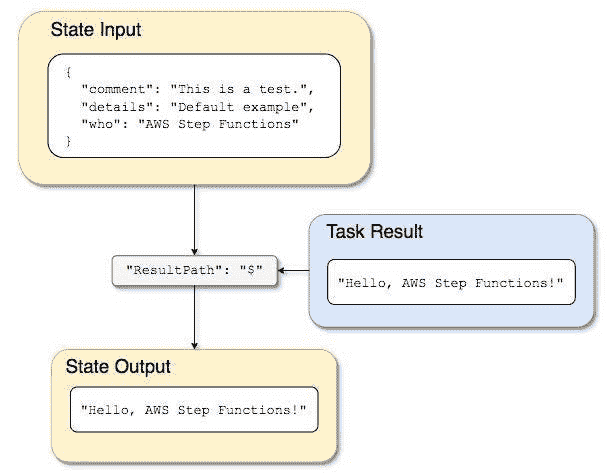 State Input
{
"comment": "This is a test.",
"details": "Default example",
"who": "AWS Step Functions"
}
"ResultPath": "$"
Task Result
"Hello, AWS Step Functions!"
State Output
"Hello, AWS Step Functions!"